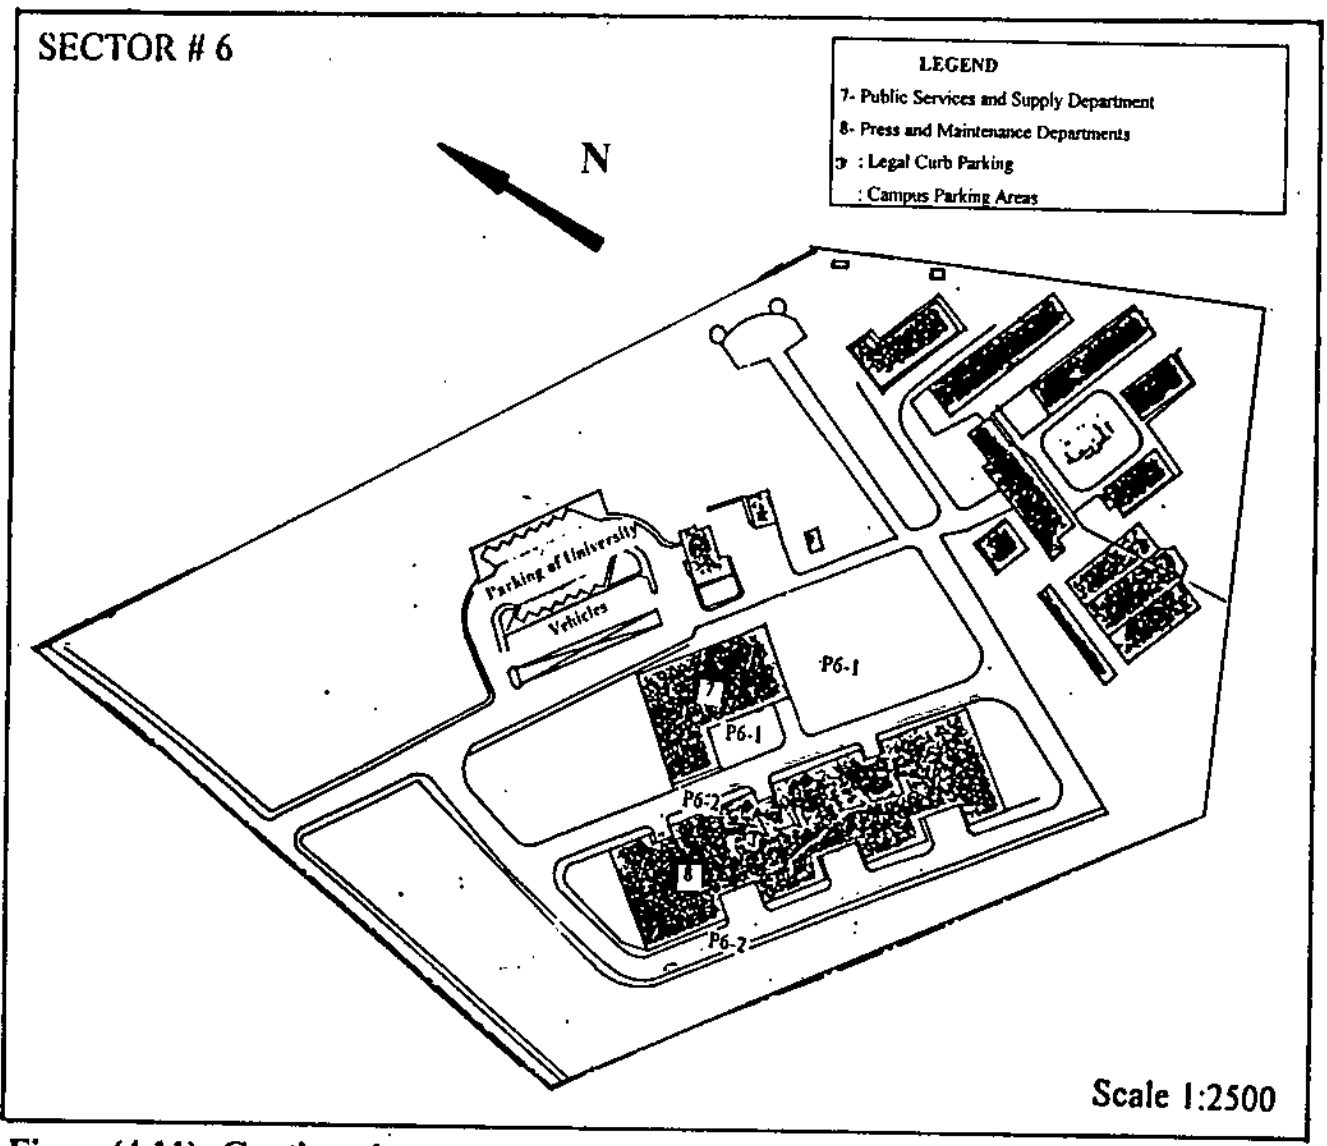 SECTOR # 6
LEGEND
7- Public Services and Supply Department
8- Press and Maintenance Departments
: Legal Curb Parking
: Campus Parking Areas
N
Parking of University
Vehicles
7
P6-1
P6-1
P6-2
8
P6-2
Scale 1:2500